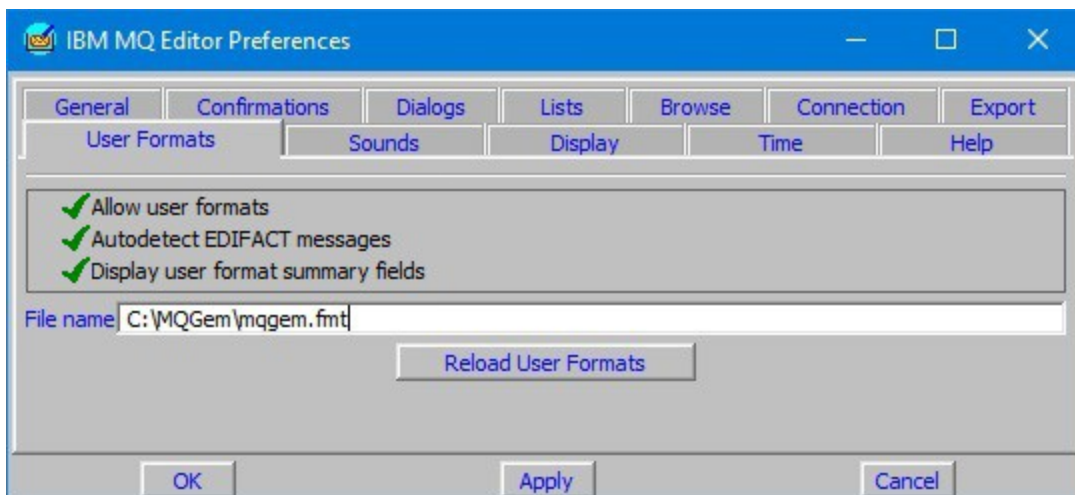 IBM MQ Editor Preferences
General Confirmations Dialogs Lists Browse Connection Export
User Formats Sounds Display Time Help
Allow user formats
Autodetect EDIFACT messages
Display user format summary fields
File name C:\MQGem\mqgem.fmt
Reload User Formats
OK Apply Cancel